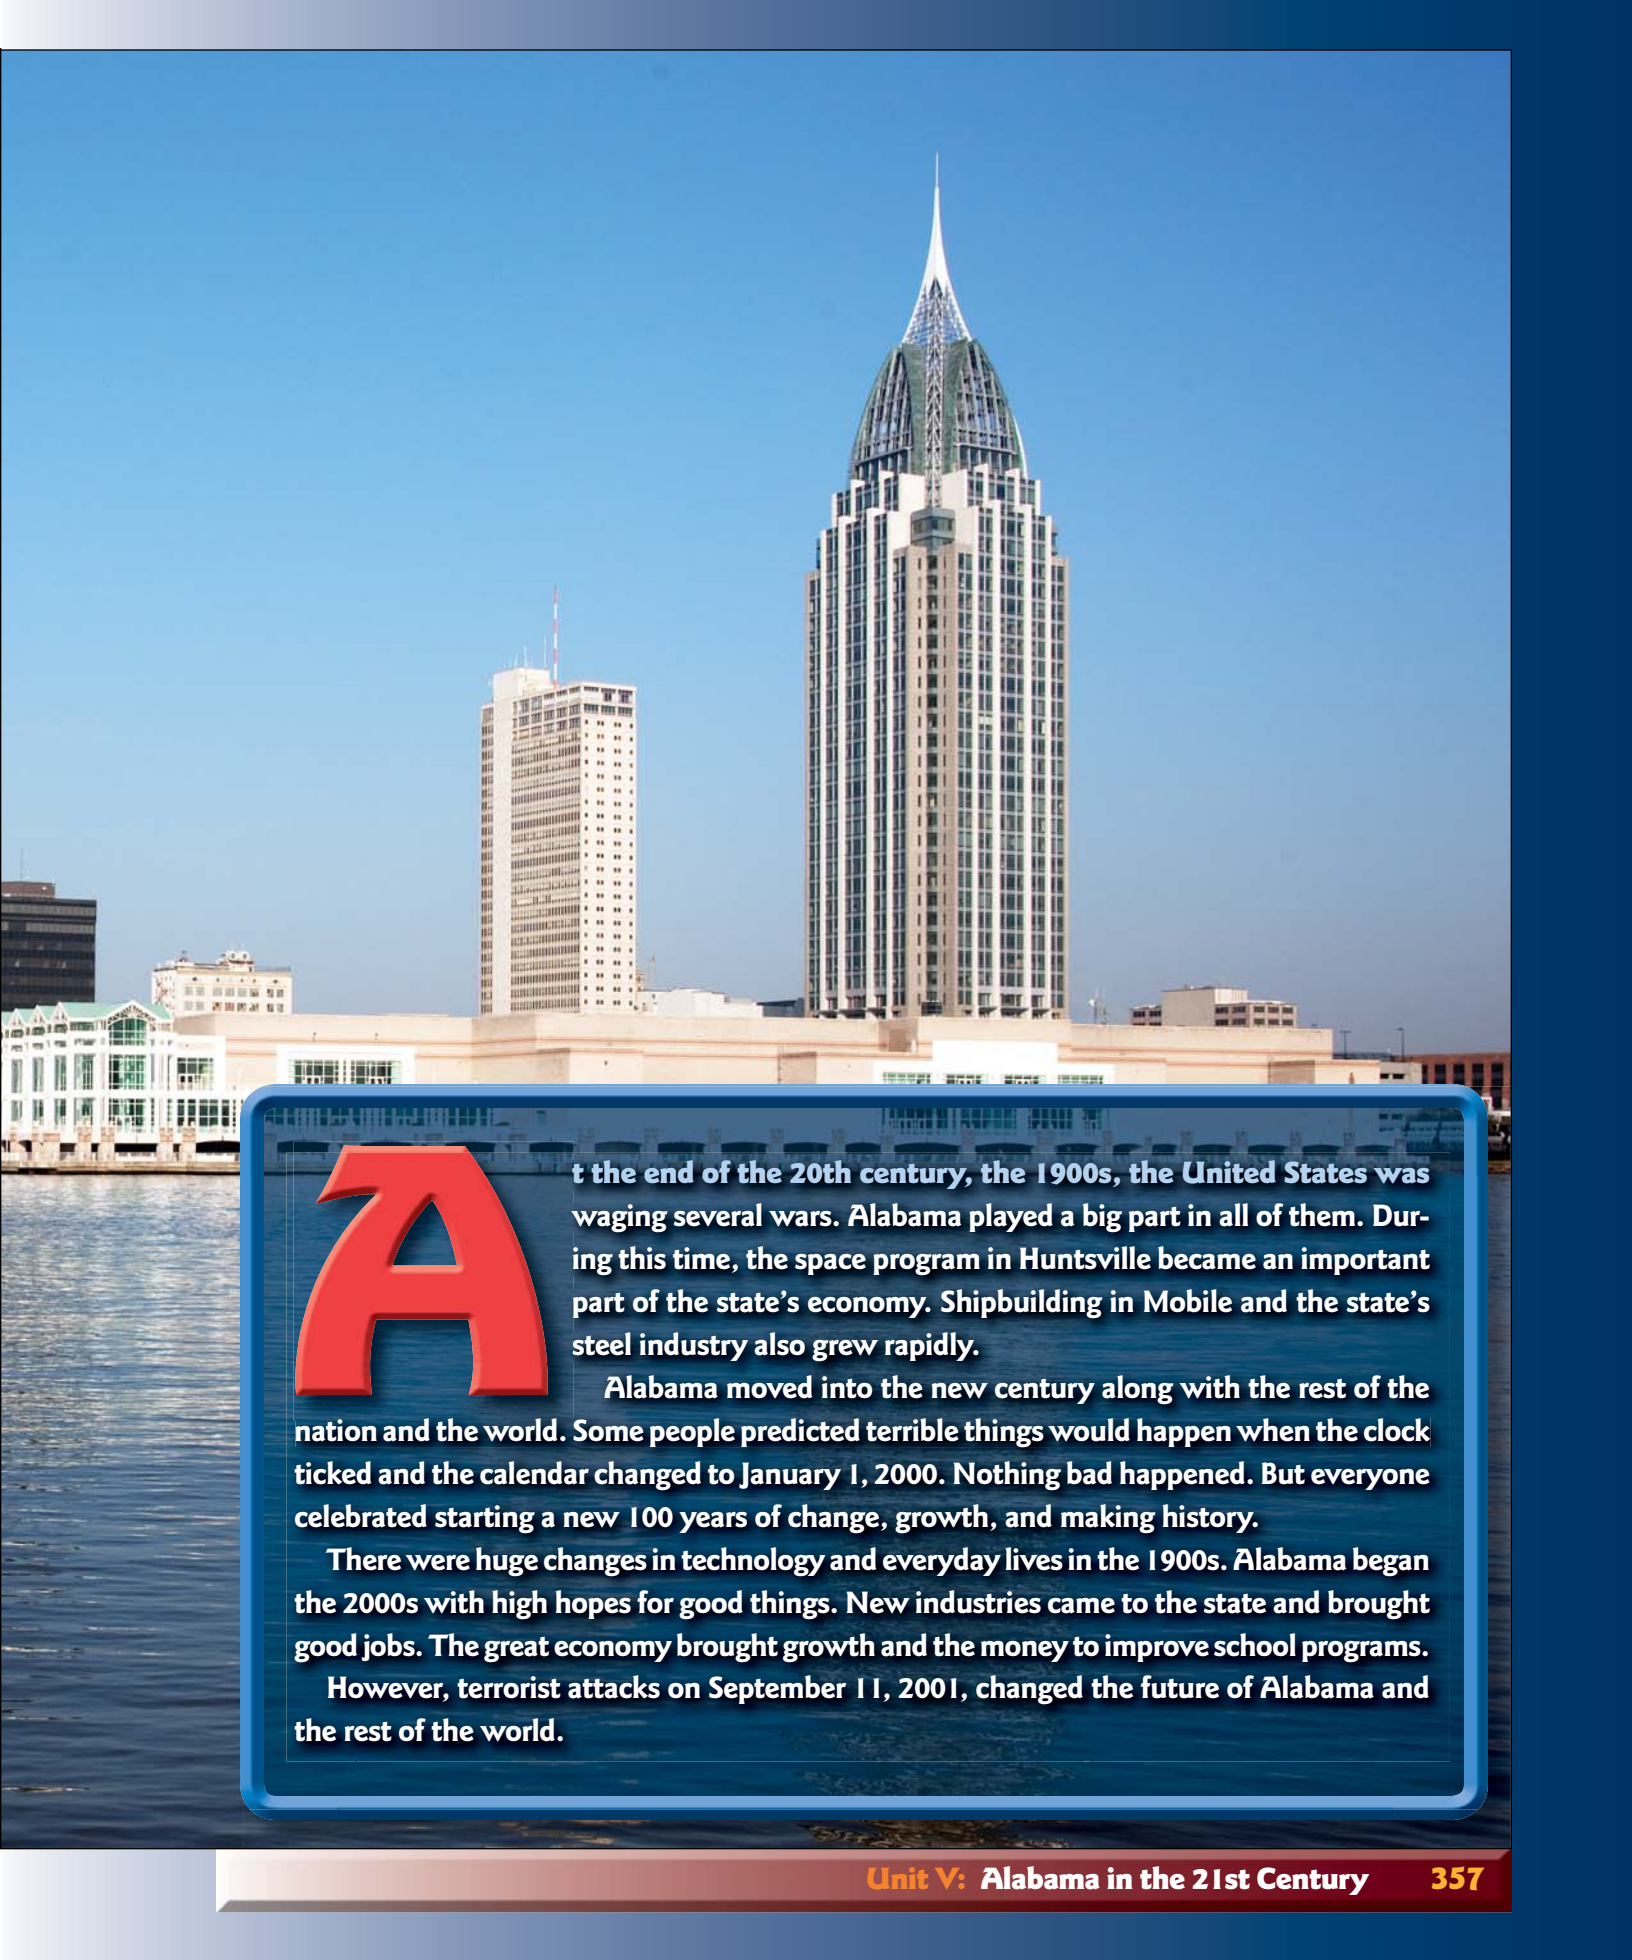 At the end of the 20th century, the 1900s, the United States was
waging several wars. Alabama played a big part in all of them. Dur-
ing this time, the space program in Huntsville became an important
part of the state’s economy. Shipbuilding in Mobile and the state’s
steel industry also grew rapidly.
Alabama moved into the new century along with the rest of the
nation and the world. Some people predicted terrible things would happen when the clock
ticked and the calendar changed to January 1, 2000. Nothing bad happened. But everyone
celebrated starting a new 100 years of change, growth, and making history.
There were huge changes in technology and everyday lives in the 1900s. Alabama began
the 2000s with high hopes for good things. New industries came to the state and brought
good jobs. The great economy brought growth and the money to improve school programs.
However, terrorist attacks on September 11, 2001, changed the future of Alabama and
the rest of the world.
Unit V: Alabama in the 21st Century 357